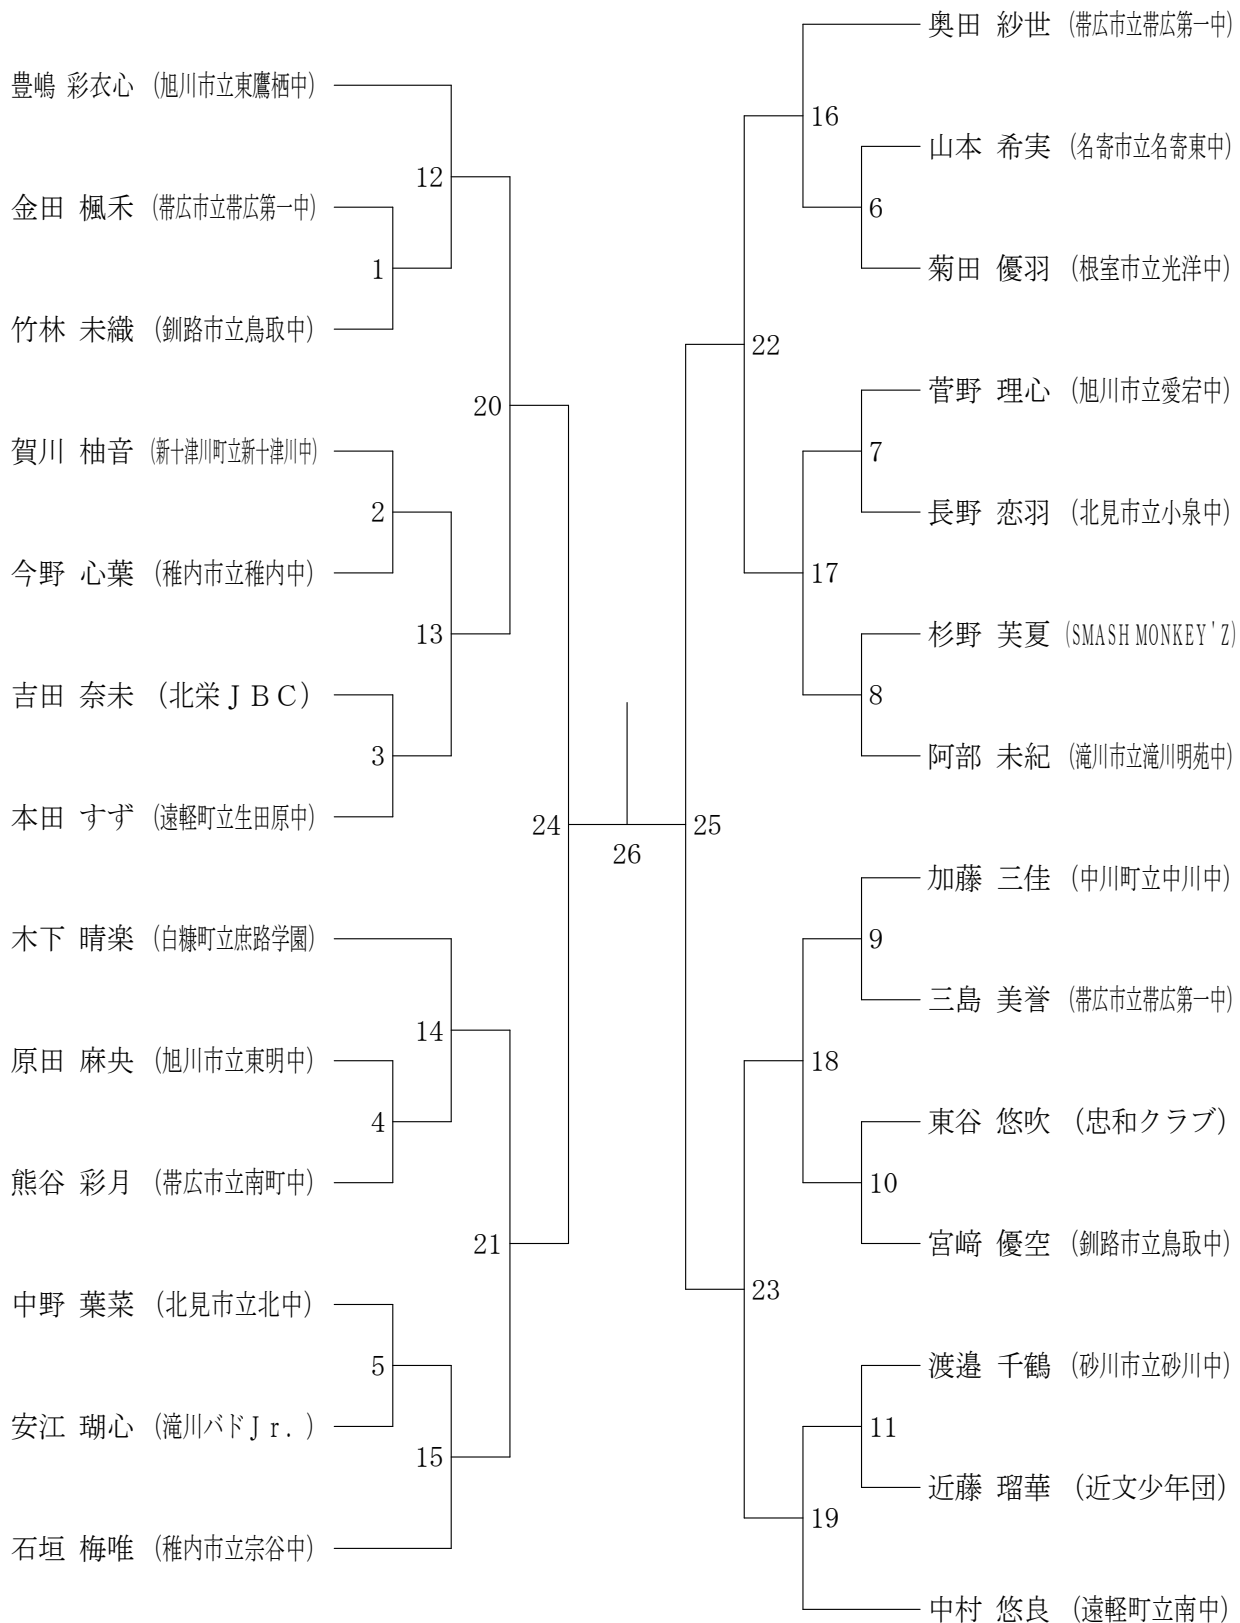 豊嶋 彩衣心 (旭川市立東鷹栖中)
12
金田 楓禾 (帯広市立帯広第一中)
1
竹林 未織 (釧路市立鳥取中)
20
賀川 柚音 (新十津川町立新十津川中)
2
今野 心葉 (稚内市立稚内中)
13
吉田 奈未 (北栄ＪＢＣ)
3
本田 すず (遠軽町立生田原中)
24
木下 晴楽 (白糠町立庶路学園)
14
原田 麻央 (旭川市立東明中)
4
熊谷 彩月 (帯広市立南町中)
21
中野 葉菜 (北見市立北中)
5
安江 瑚心 (滝川バドＪｒ．)
15
石垣 梅唯 (稚内市立宗谷中)
26
奥田 紗世 (帯広市立帯広第一中)
16
山本 希実 (名寄市立名寄東中)
6
菊田 優羽 (根室市立光洋中)
22
菅野 理心 (旭川市立愛宕中)
7
長野 恋羽 (北見市立小泉中)
17
杉野 芙夏 (SMASH MONKEY'Z)
8
阿部 未紀 (滝川市立滝川明苑中)
25
加藤 三佳 (中川町立中川中)
9
三島 美誉 (帯広市立帯広第一中)
18
東谷 悠吹 (忠和クラブ)
10
宮﨑 優空 (釧路市立鳥取中)
23
渡邉 千鶴 (砂川市立砂川中)
11
近藤 瑠華 (近文少年団)
19
中村 悠良 (遠軽町立南中)